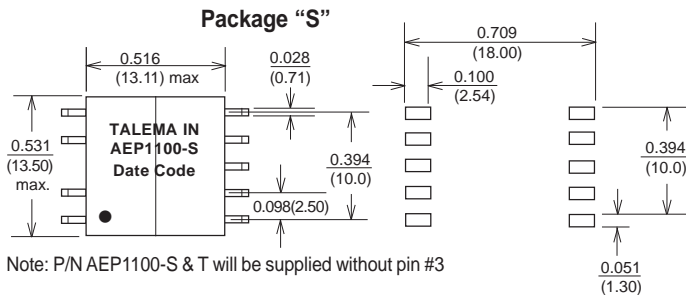 Package “S”
0.516
(13.11) max
0.028
(0.71)
0.709
(18.00)
0.100
(2.54)
TALEMA IN
AEP1100-S
Date Code
0.531
(13.50)
max.
0.394
(10.0)
0.098(2.50)
0.394
(10.0)
Note: P/N AEP1100-S & T will be supplied without pin #3
0.051
(1.30)